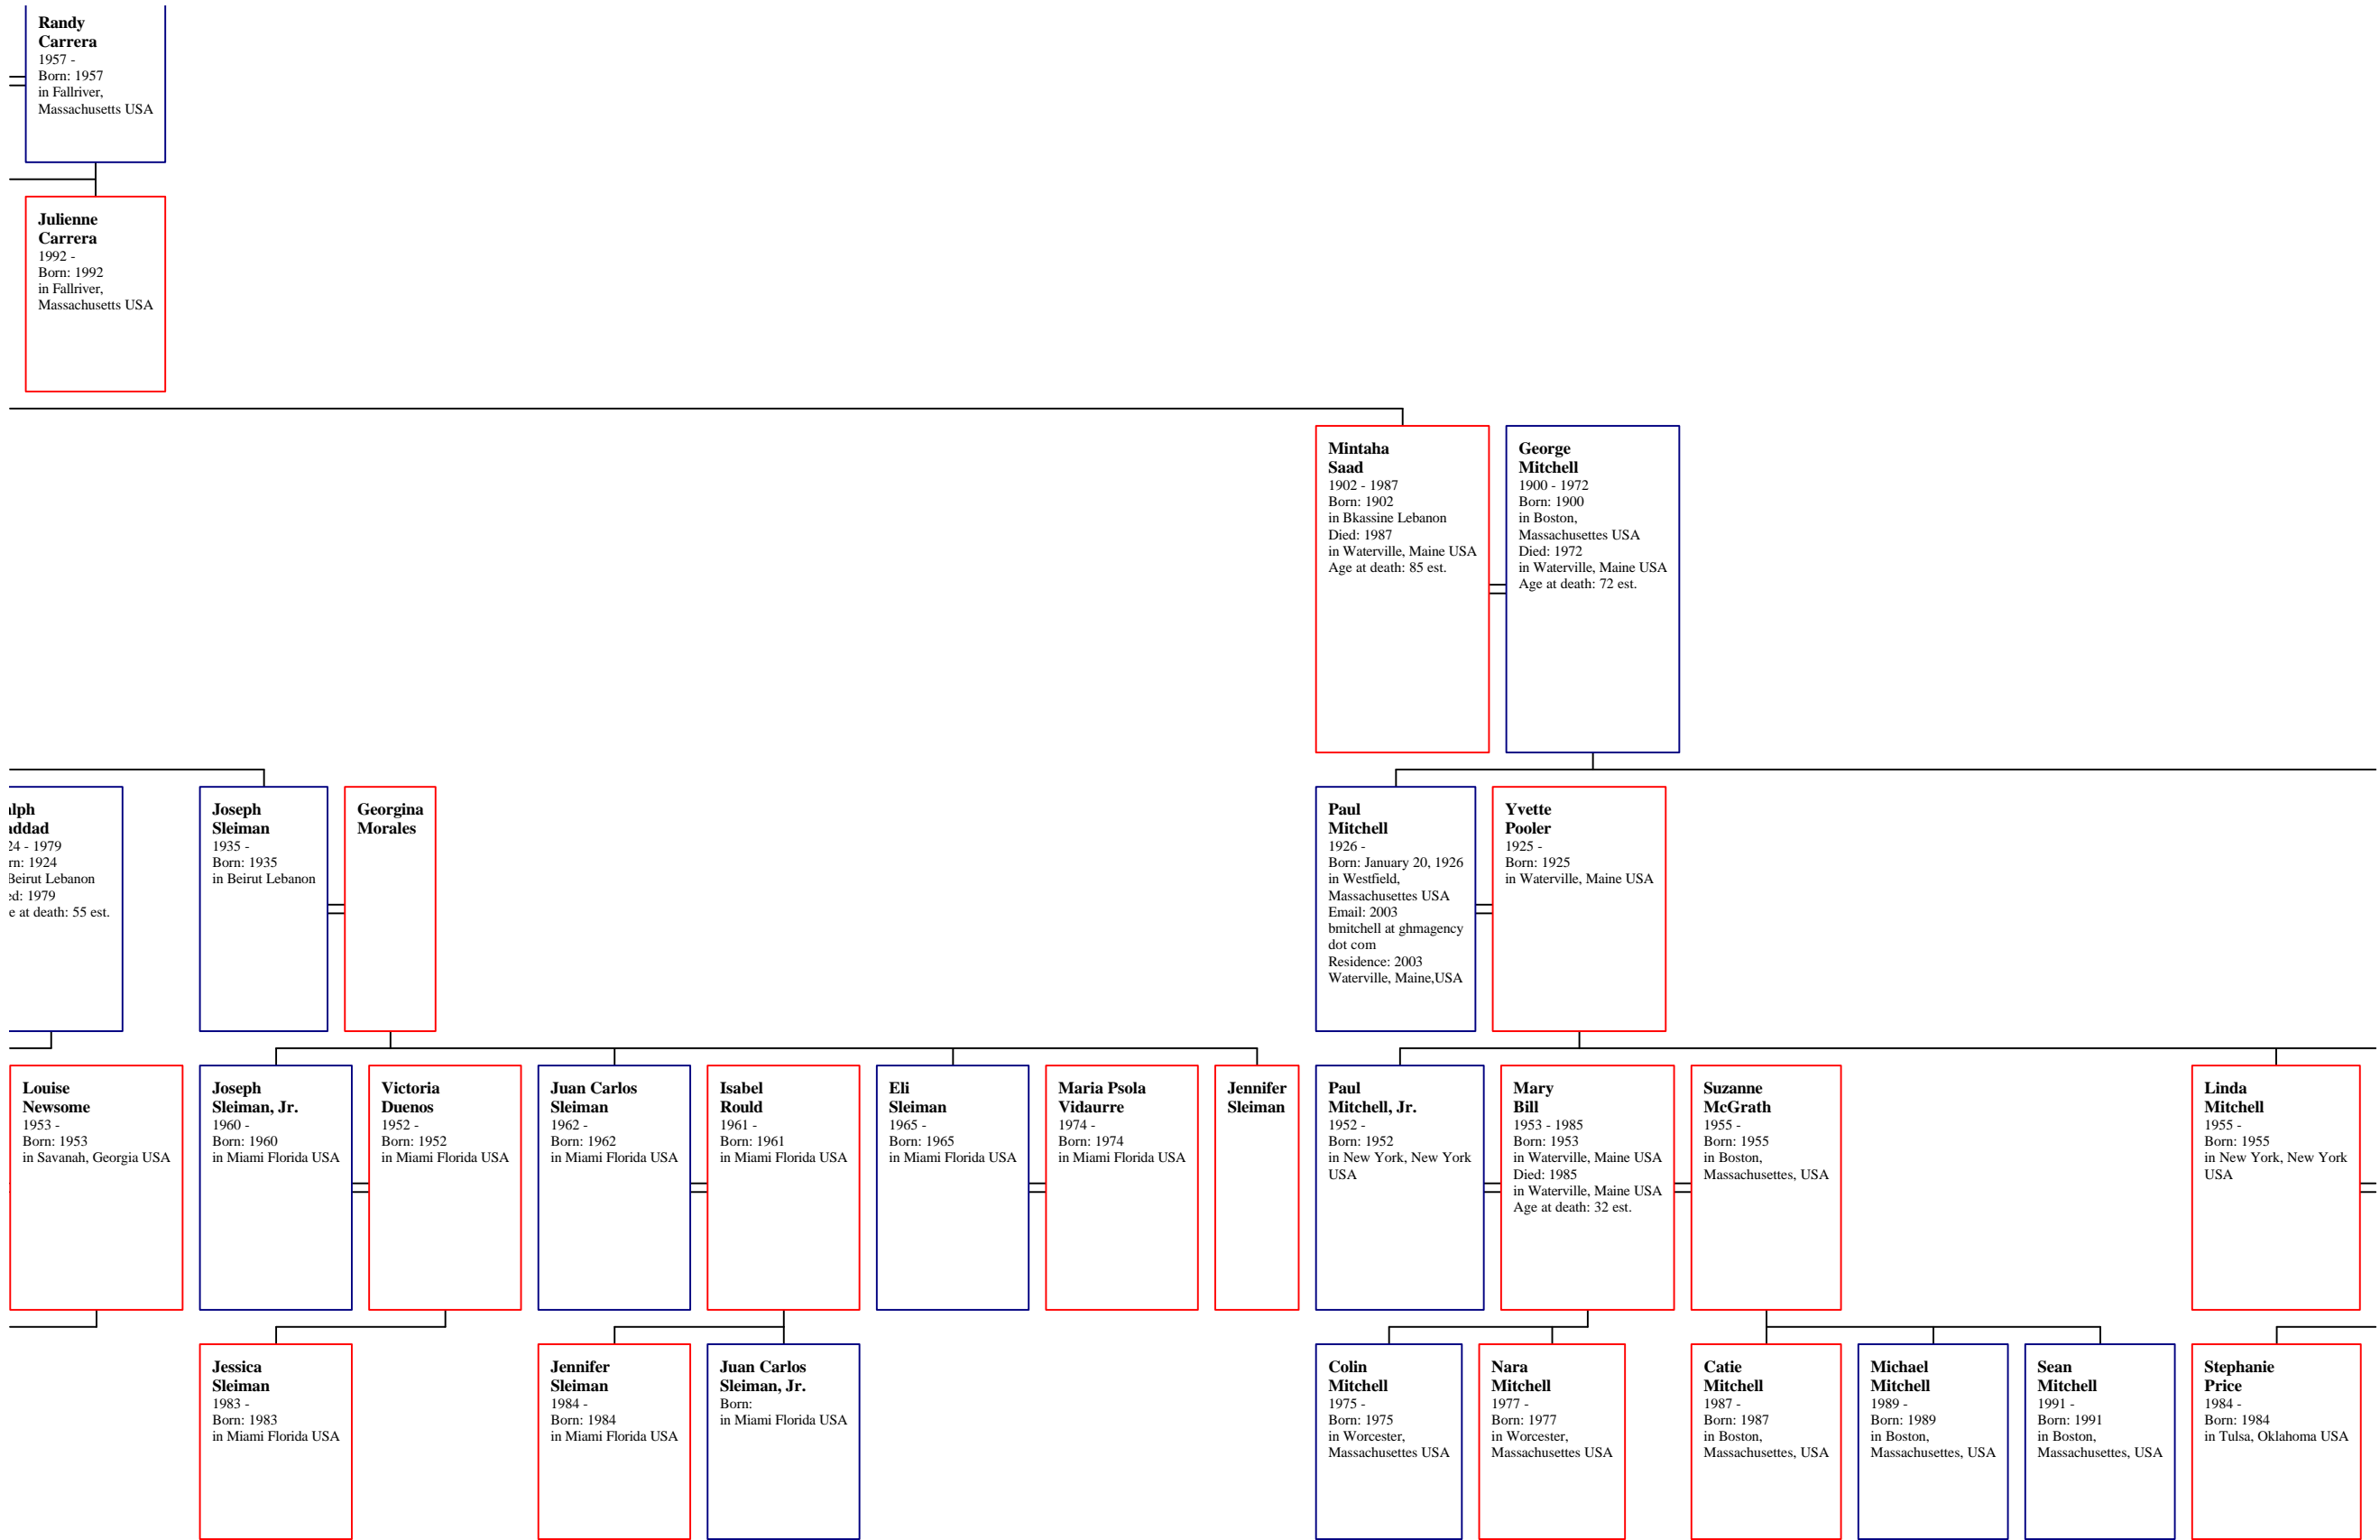 Randy
Carrera
1957 -
Born: 1957
in Fallriver,
Massachusetts USA
Julienne
Carrera
1992 -
Born: 1992
in Fallriver,
Massachusetts USA
Mintaha
Saad
1902 - 1987
Born: 1902
in Bkassine Lebanon
Died: 1987
in Waterville, Maine USA
Age at death: 85 est.
George
Mitchell
1900 - 1972
Born: 1900
in Boston,
Massachusettes USA
Died: 1972
in Waterville, Maine USA
Age at death: 72 est.
alph
addad
24 - 1979
rn: 1924
Beirut Lebanon
ed: 1979
e at death: 55 est.
Joseph
Sleiman
1935 -
Born: 1935
in Beirut Lebanon
Georgina
Morales
Paul
Mitchell
1926 -
Born: January 20, 1926
in Westfield,
Massachusettes USA
Email: 2003
bmitchell at ghmagency
dot com
Residence: 2003
Waterville, Maine,USA
Yvette
Pooler
1925 -
Born: 1925
in Waterville, Maine USA
Louise
Newsome
1953 -
Born: 1953
in Savanah, Georgia USA
Joseph
Sleiman, Jr.
1960 -
Born: 1960
in Miami Florida USA
Victoria
Duenos
1952 -
Born: 1952
in Miami Florida USA
Juan Carlos
Sleiman
1962 -
Born: 1962
in Miami Florida USA
Isabel
Rould
1961 -
Born: 1961
in Miami Florida USA
Eli
Sleiman
1965 -
Born: 1965
in Miami Florida USA
Maria Psola
Vidaurre
1974 -
Born: 1974
in Miami Florida USA
Jennifer
Sleiman
Paul
Mitchell, Jr.
1952 -
Born: 1952
in New York, New York
USA
Mary
Bill
1953 - 1985
Born: 1953
in Waterville, Maine USA
Died: 1985
in Waterville, Maine USA
Age at death: 32 est.
Suzanne
McGrath
1955 -
Born: 1955
in Boston,
Massachusettes, USA
Linda
Mitchell
1955 -
Born: 1955
in New York, New York
USA
Jessica
Sleiman
1983 -
Born: 1983
in Miami Florida USA
Jennifer
Sleiman
1984 -
Born: 1984
in Miami Florida USA
Juan Carlos
Sleiman, Jr.
Born:
in Miami Florida USA
Colin
Mitchell
1975 -
Born: 1975
in Worcester,
Massachusettes USA
Nara
Mitchell
1977 -
Born: 1977
in Worcester,
Massachusettes USA
Catie
Mitchell
1987 -
Born: 1987
in Boston,
Massachusettes, USA
Michael
Mitchell
1989 -
Born: 1989
in Boston,
Massachusettes, USA
Sean
Mitchell
1991 -
Born: 1991
in Boston,
Massachusettes, USA
Stephanie
Price
1984 -
Born: 1984
in Tulsa, Oklahoma USA